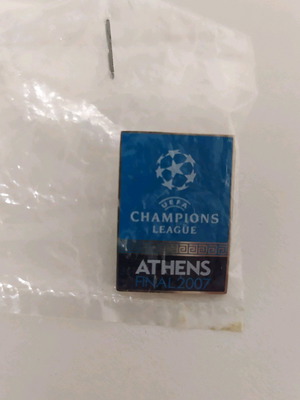 UEFA
CHAMPIONS
LEAGUE
ATHENS
FINAL 2007